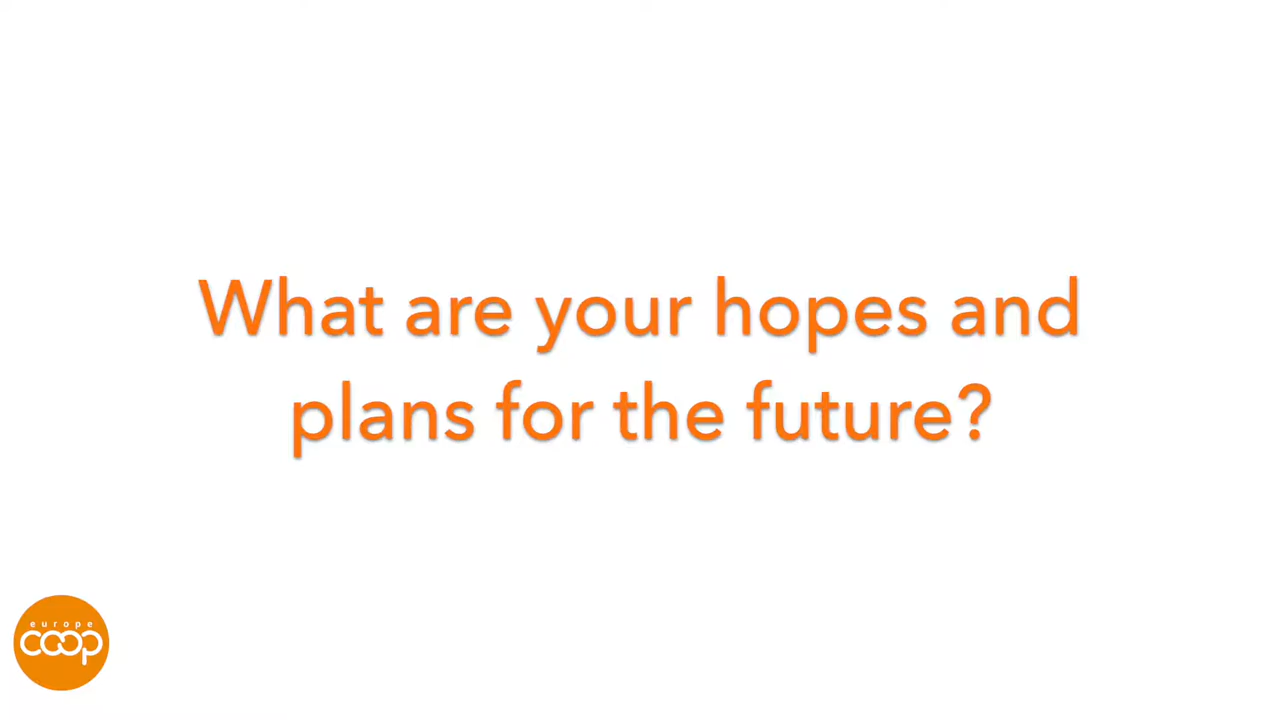 What are your hopes and
plans for the future?
europe
coop